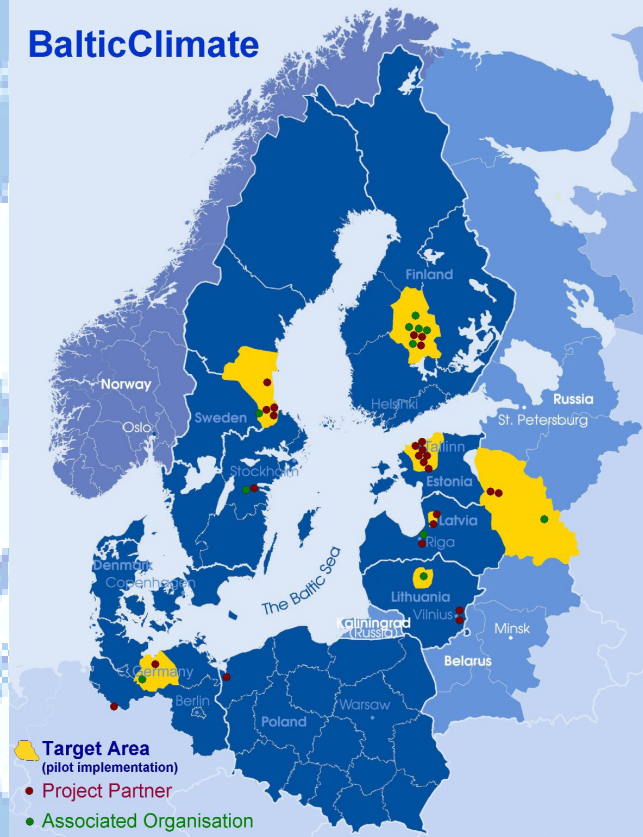 BalticClimate
Finland
Norway
Oslo
Sweden
Helsinki
Russia
St. Petersburg
Tallinn
Stockholm
Estonia
Latvia
Riga
Denmark
Copenhagen
The Baltic Sea
Lithuania
Vilnius
Kaliningrad
(Russia)
Minsk
Belarus
Germany
Berlin
Poland
Warsaw
Target Area
(pilot implementation)
Project Partner
Associated Organisation